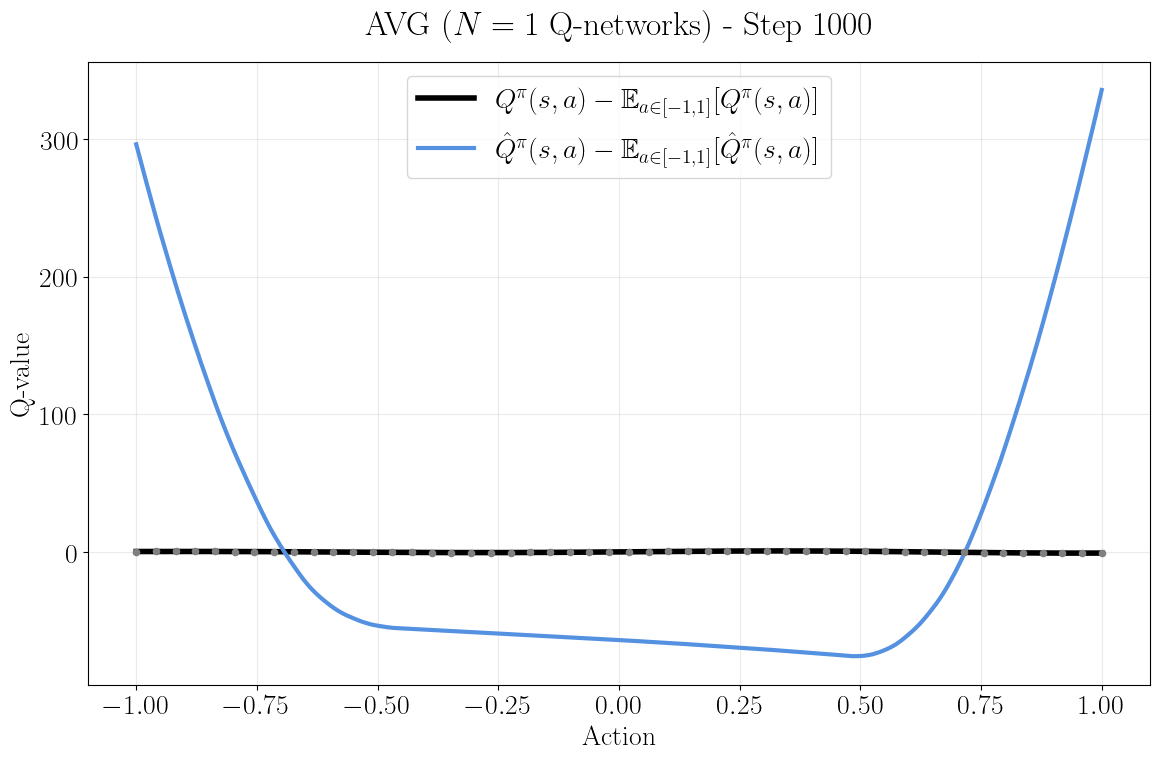 AVG (N = 1 Q-networks) - Step 1000
Q^π(s, a) − 𝔼_{a∈[−1,1]}[Q^π(s, a)]
Q̂^π(s, a) − 𝔼_{a∈[−1,1]}[Q̂^π(s, a)]
Q-value
300
200
100
0
−1.00 −0.75 −0.50 −0.25 0.00 0.25 0.50 0.75 1.00
Action